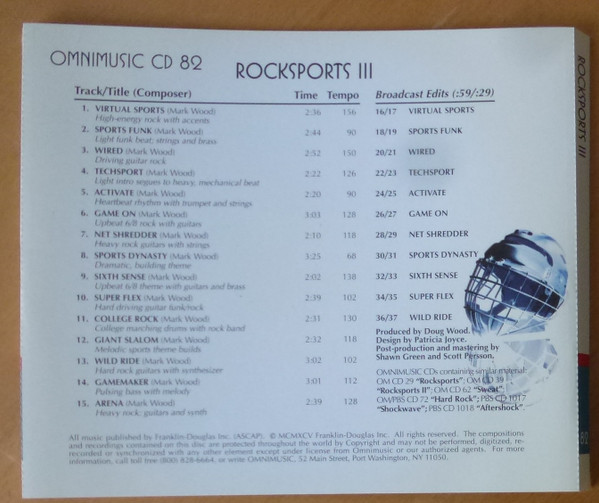 OMNIMUSIC CD 82
ROCKSPORTS III
Track/Title (Composer) Time Tempo
1. VIRTUAL SPORTS (Mark Wood) 2:36 156
High-energy rock with accents
2. SPORTS FUNK (Mark Wood) 2:44 90
Light funk beat; strings and brass
3. WIRED (Mark Wood) 2:52 150
Driving guitar rock
4. TECHSPORT (Mark Wood) 2:22 126
Light intro segues to heavy, mechanical beat
5. ACTIVATE (Mark Wood) 2:20 90
Heartbeat rhythm with trumpet and strings
6. GAME ON (Mark Wood) 3:03 128
Upbeat 6/8 rock with guitars
7. NET SHREDDER (Mark Wood) 2:10 118
Heavy rock guitars with strings
8. SPORTS DYNASTY (Mark Wood) 3:25 68
Dramatic, building theme
9. SIXTH SENSE (Mark Wood) 2:02 138
Upbeat 6/8 theme with guitars and brass
10. SUPER FLEX (Mark Wood) 2:39 102
Hard driving guitar funk/rock
11. COLLEGE ROCK (Mark Wood) 2:31 130
College marching drums with rock band
12. GIANT SLALOM (Mark Wood) 2:32 118
Melodic sports theme builds
13. WILD RIDE (Mark Wood) 3:02 102
Hard rock guitars with synthesizer
14. GAMEMAKER (Mark Wood) 3:01 112
Pulsing bass with melody
15. ARENA (Mark Wood) 2:39 128
Heavy rock; guitars and synth
Broadcast Edits (:59/:29)
16/17 VIRTUAL SPORTS
18/19 SPORTS FUNK
20/21 WIRED
22/23 TECHSPORT
24/25 ACTIVATE
26/27 GAME ON
28/29 NET SHREDDER
30/31 SPORTS DYNASTY
32/33 SIXTH SENSE
34/35 SUPER FLEX
36/37 WILD RIDE
Produced by Doug Wood.
Design by Patricia Joyce.
Post-production and mastering by
Shawn Green and Scott Persson.
OMNIMUSIC CDs containing similar material:
OM CD 29 "Rocksports"; OM CD 39
"Rocksports II"; OM CD 62 "Sweat";
OM/PBS CD 72 "Hard Rock"; PBS CD 1017
"Shockwave"; PBS CD 1018 "Aftershock".
All music published by Franklin-Douglas Inc. (ASCAP). © MCMXCV Franklin-Douglas Inc. All rights reserved. The compositions
and recordings contained on this disc are protected throughout the world by Copyright and may not be performed, digitized, re-
recorded or synchronized with any other element except under license from Omnimusic or our authorized agents. For more
information, call toll free (800) 828-6664, or write OMNIMUSIC, 52 Main Street, Port Washington, NY 11050.
ROCKSPORTS III
82